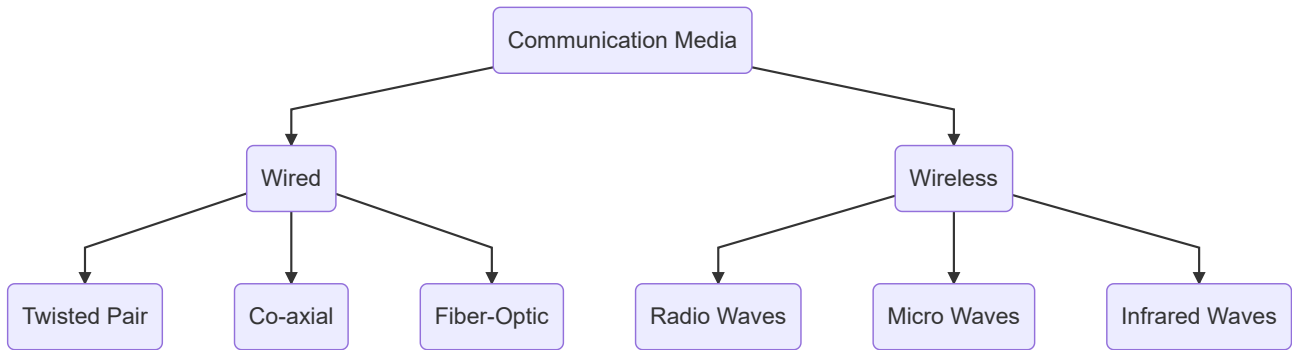 Communication Media
Wired
Wireless
Twisted Pair
Co-axial
Fiber-Optic
Radio Waves
Micro Waves
Infrared Waves